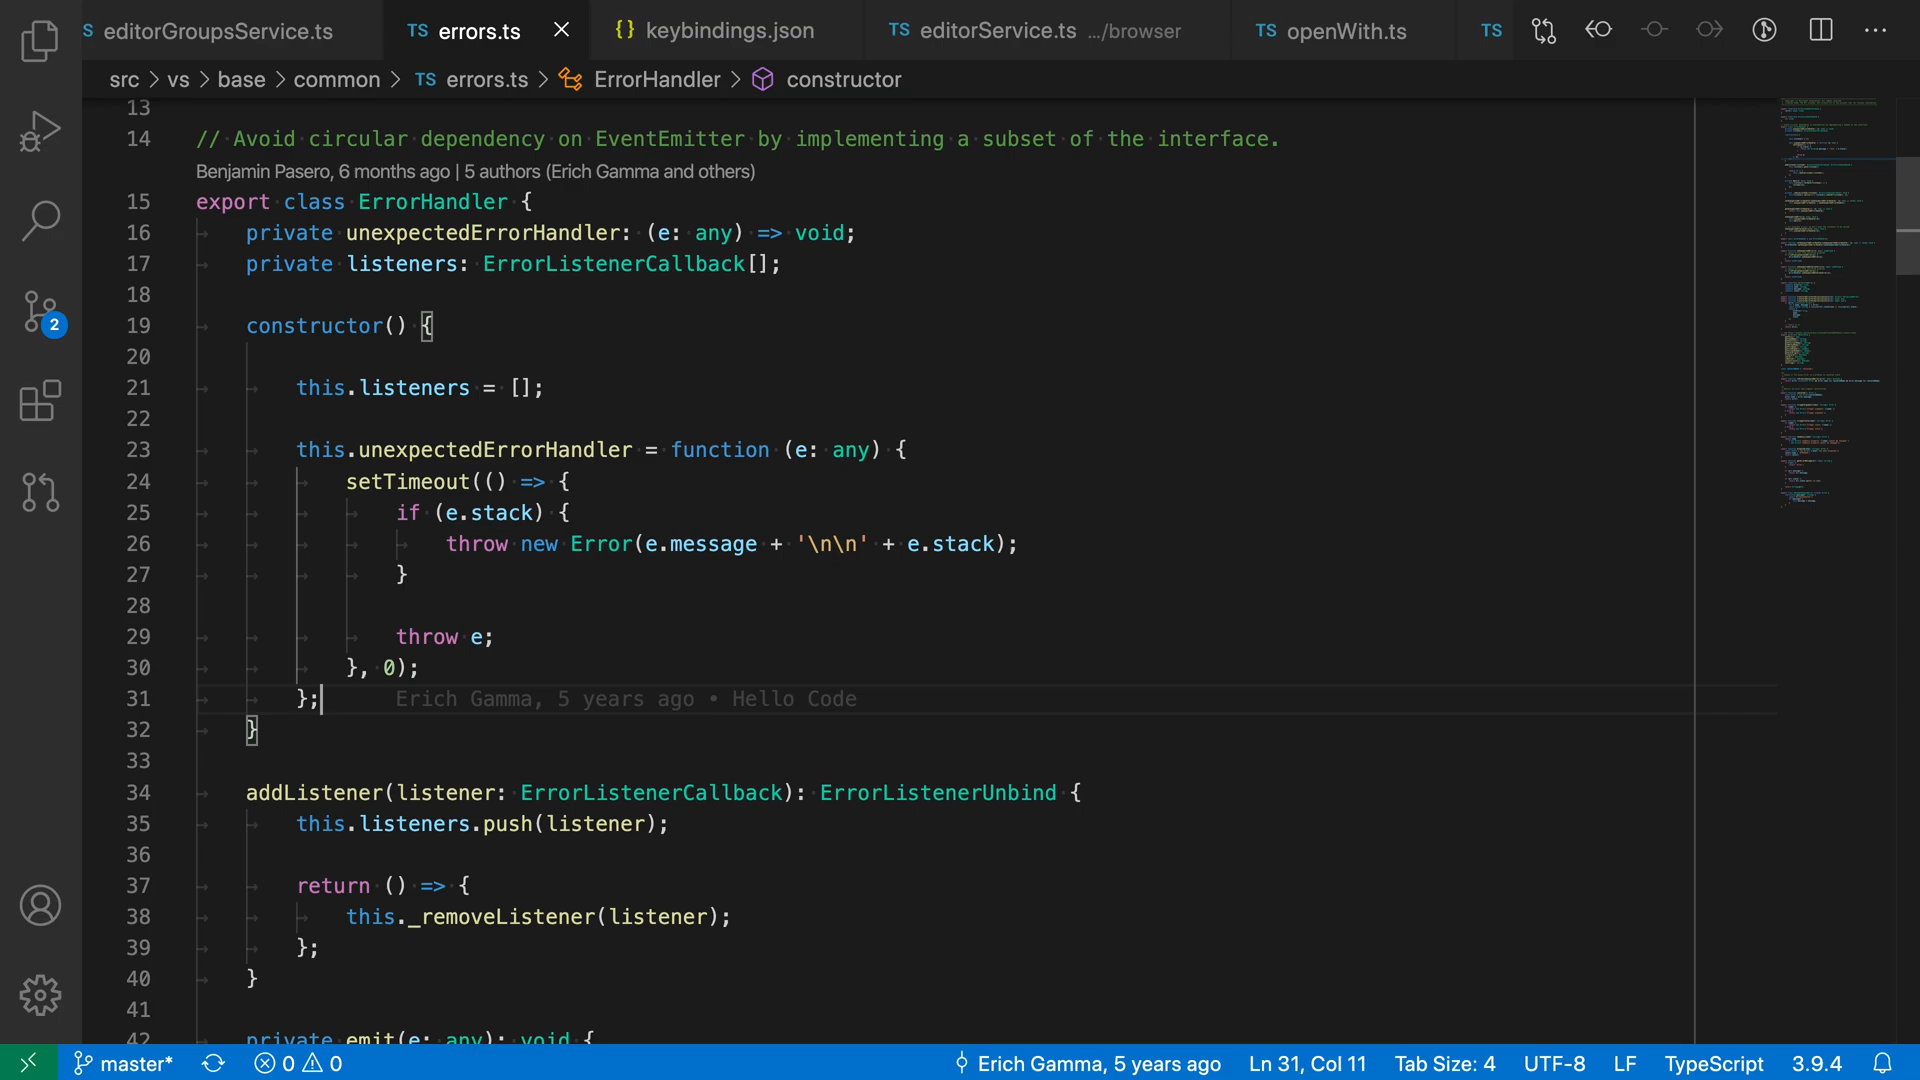 S editorGroupsService.ts TS errors.ts {} keybindings.json TS editorService.ts .../browser TS openWith.ts TS
src > vs > base > common > TS errors.ts > ErrorHandler > constructor
13
14 // Avoid circular dependency on EventEmitter by implementing a subset of the interface.
Benjamin Pasero, 6 months ago | 5 authors (Erich Gamma and others)
15 export class ErrorHandler {
16 private unexpectedErrorHandler: (e: any) => void;
17 private listeners: ErrorListenerCallback[];
18
19 constructor() {
20
21 this.listeners = [];
22
23 this.unexpectedErrorHandler = function (e: any) {
24 setTimeout(() => {
25 if (e.stack) {
26 throw new Error(e.message + '\n\n' + e.stack);
27 }
28
29 throw e;
30 }, 0);
31 }; Erich Gamma, 5 years ago • Hello Code
32 }
33
34 addListener(listener: ErrorListenerCallback): ErrorListenerUnbind {
35 this.listeners.push(listener);
36
37 return () => {
38 this._removeListener(listener);
39 };
40 }
41
42 private emit(e: any): void {
2
master* 0 0 Erich Gamma, 5 years ago Ln 31, Col 11 Tab Size: 4 UTF-8 LF TypeScript 3.9.4